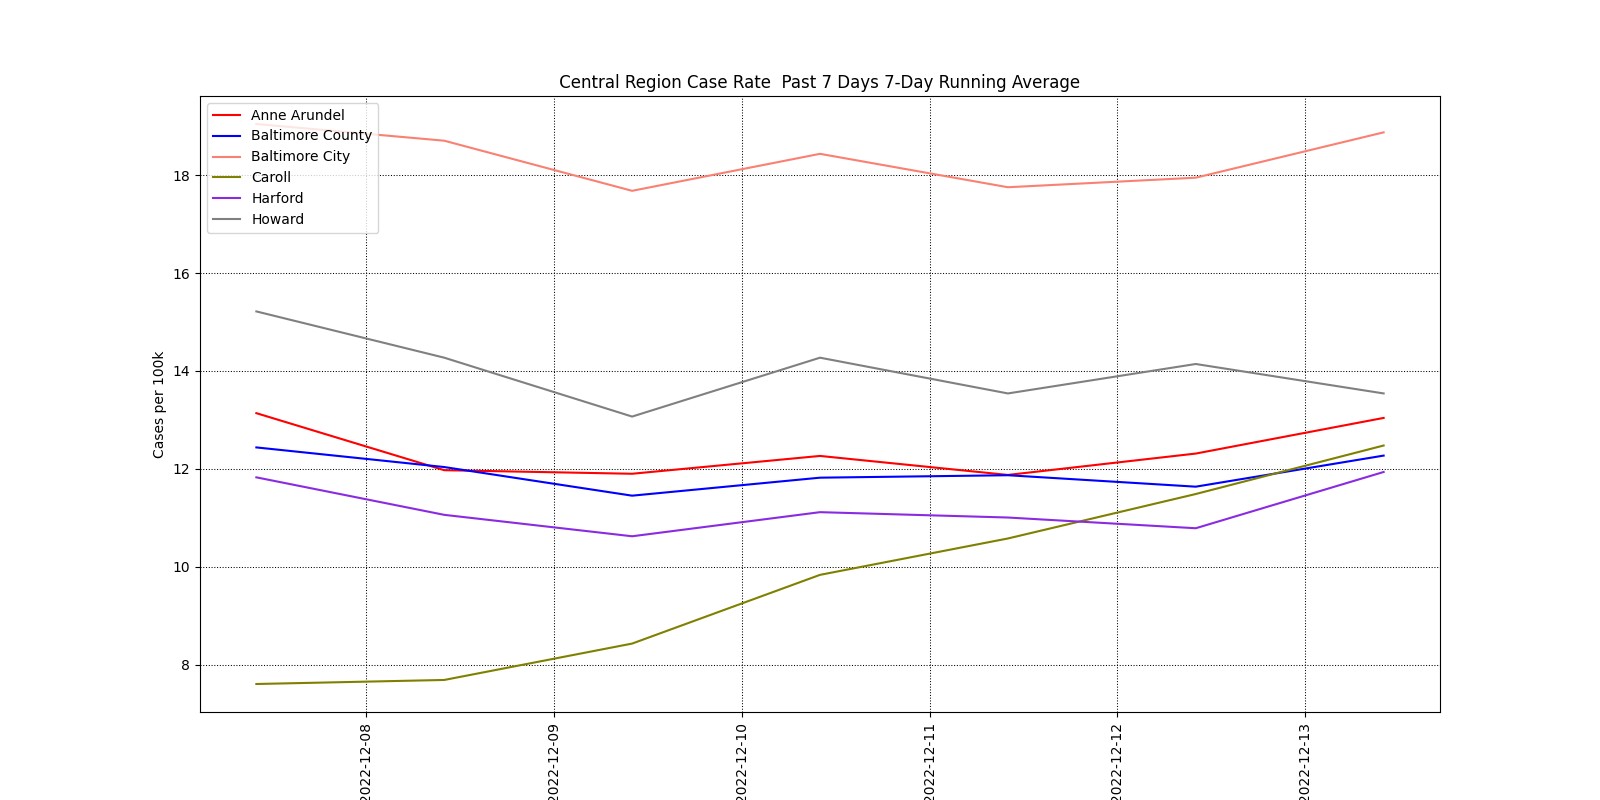 Central Region Case Rate  Past 7 Days 7-Day Running Average
Anne Arundel
Baltimore County
Baltimore City
Caroll
Harford
Howard
Cases per 100k
18
16
14
12
10
8
2022-12-08
2022-12-09
2022-12-10
2022-12-11
2022-12-12
2022-12-13